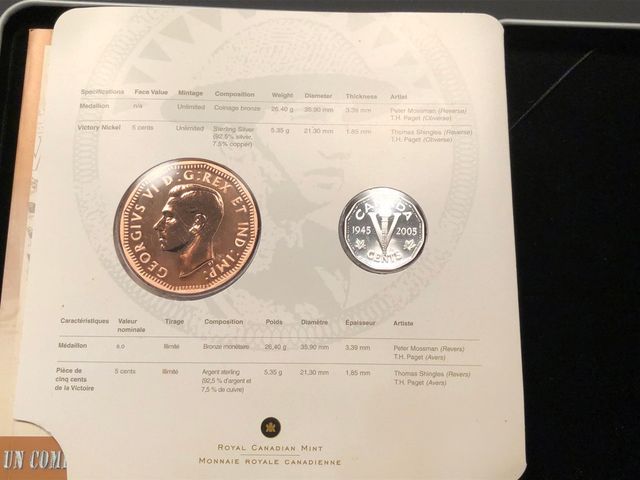 Specifications Face Value Mintage Composition Weight Diameter Thickness Artist
Medallion n/a Unlimited Coinage bronze 26.40 g 35.90 mm 3.39 mm Peter Mossman (Reverse)
T.H. Paget (Obverse)
Victory Nickel 5 cents Unlimited Sterling Silver 5.35 g 21.30 mm 1.85 mm Thomas Shingles (Reverse)
(92.5% silver, T.H. Paget (Obverse)
7.5% copper)
GEORGIVS VI D:G:REX ET IND:IMP:
CANADA
1945 V 2005
CENTS
Caractéristiques Valeur Tirage Composition Poids Diamètre Épaisseur Artiste
nominale
Médaillon s.o Illimité Bronze monétaire 26,40 g 35,90 mm 3,39 mm Peter Mossman (Revers)
T.H. Paget (Avers)
Pièce de 5 cents Illimité Argent sterling 5,35 g 21,30 mm 1,85 mm Thomas Shingles (Revers)
cinq cents (92,5 % d'argent et T.H. Paget (Avers)
de la Victoire 7,5 % de cuivre)
ROYAL CANADIAN MINT
MONNAIE ROYALE CANADIENNE
UN COM